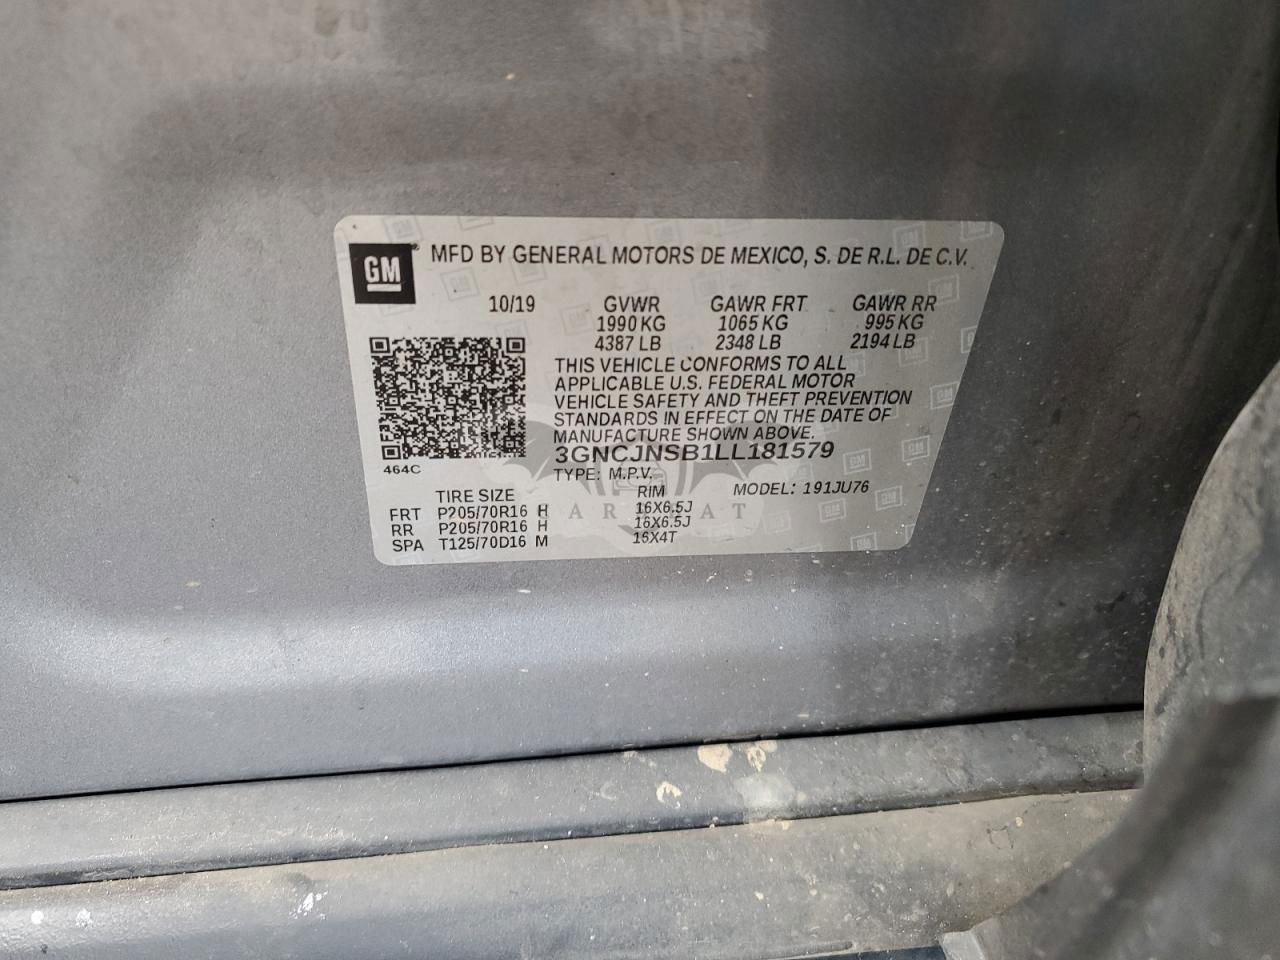 GM ® MFD BY GENERAL MOTORS DE MEXICO, S. DE R.L. DE C.V.
10/19 GVWR GAWR FRT GAWR RR
1990 KG 1065 KG 995 KG
4387 LB 2348 LB 2194 LB
THIS VEHICLE CONFORMS TO ALL
APPLICABLE U.S. FEDERAL MOTOR
VEHICLE SAFETY AND THEFT PREVENTION
STANDARDS IN EFFECT ON THE DATE OF
MANUFACTURE SHOWN ABOVE.
3GNCJNSB1LL181579
464C TYPE: M.P.V.
TIRE SIZE RIM MODEL: 191JU76
FRT P205/70R16 H 16X6.5J
RR P205/70R16 H 16X6.5J
SPA T125/70D16 M 16X4T